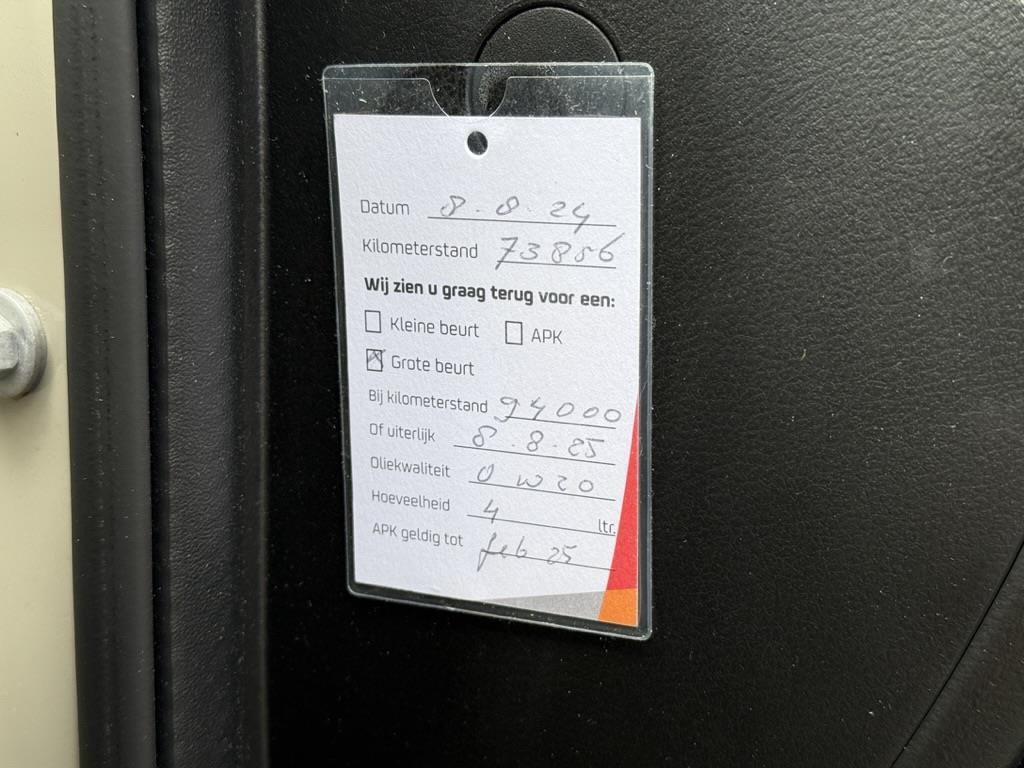 Datum 8-8-24
Kilometerstand 73856
Wij zien u graag terug voor een:
Kleine beurt APK
Grote beurt
Bij kilometerstand 94000
Of uiterlijk 8-8-25
Oliekwaliteit 0W20
Hoeveelheid 4 ltr.
APK geldig tot feb 25